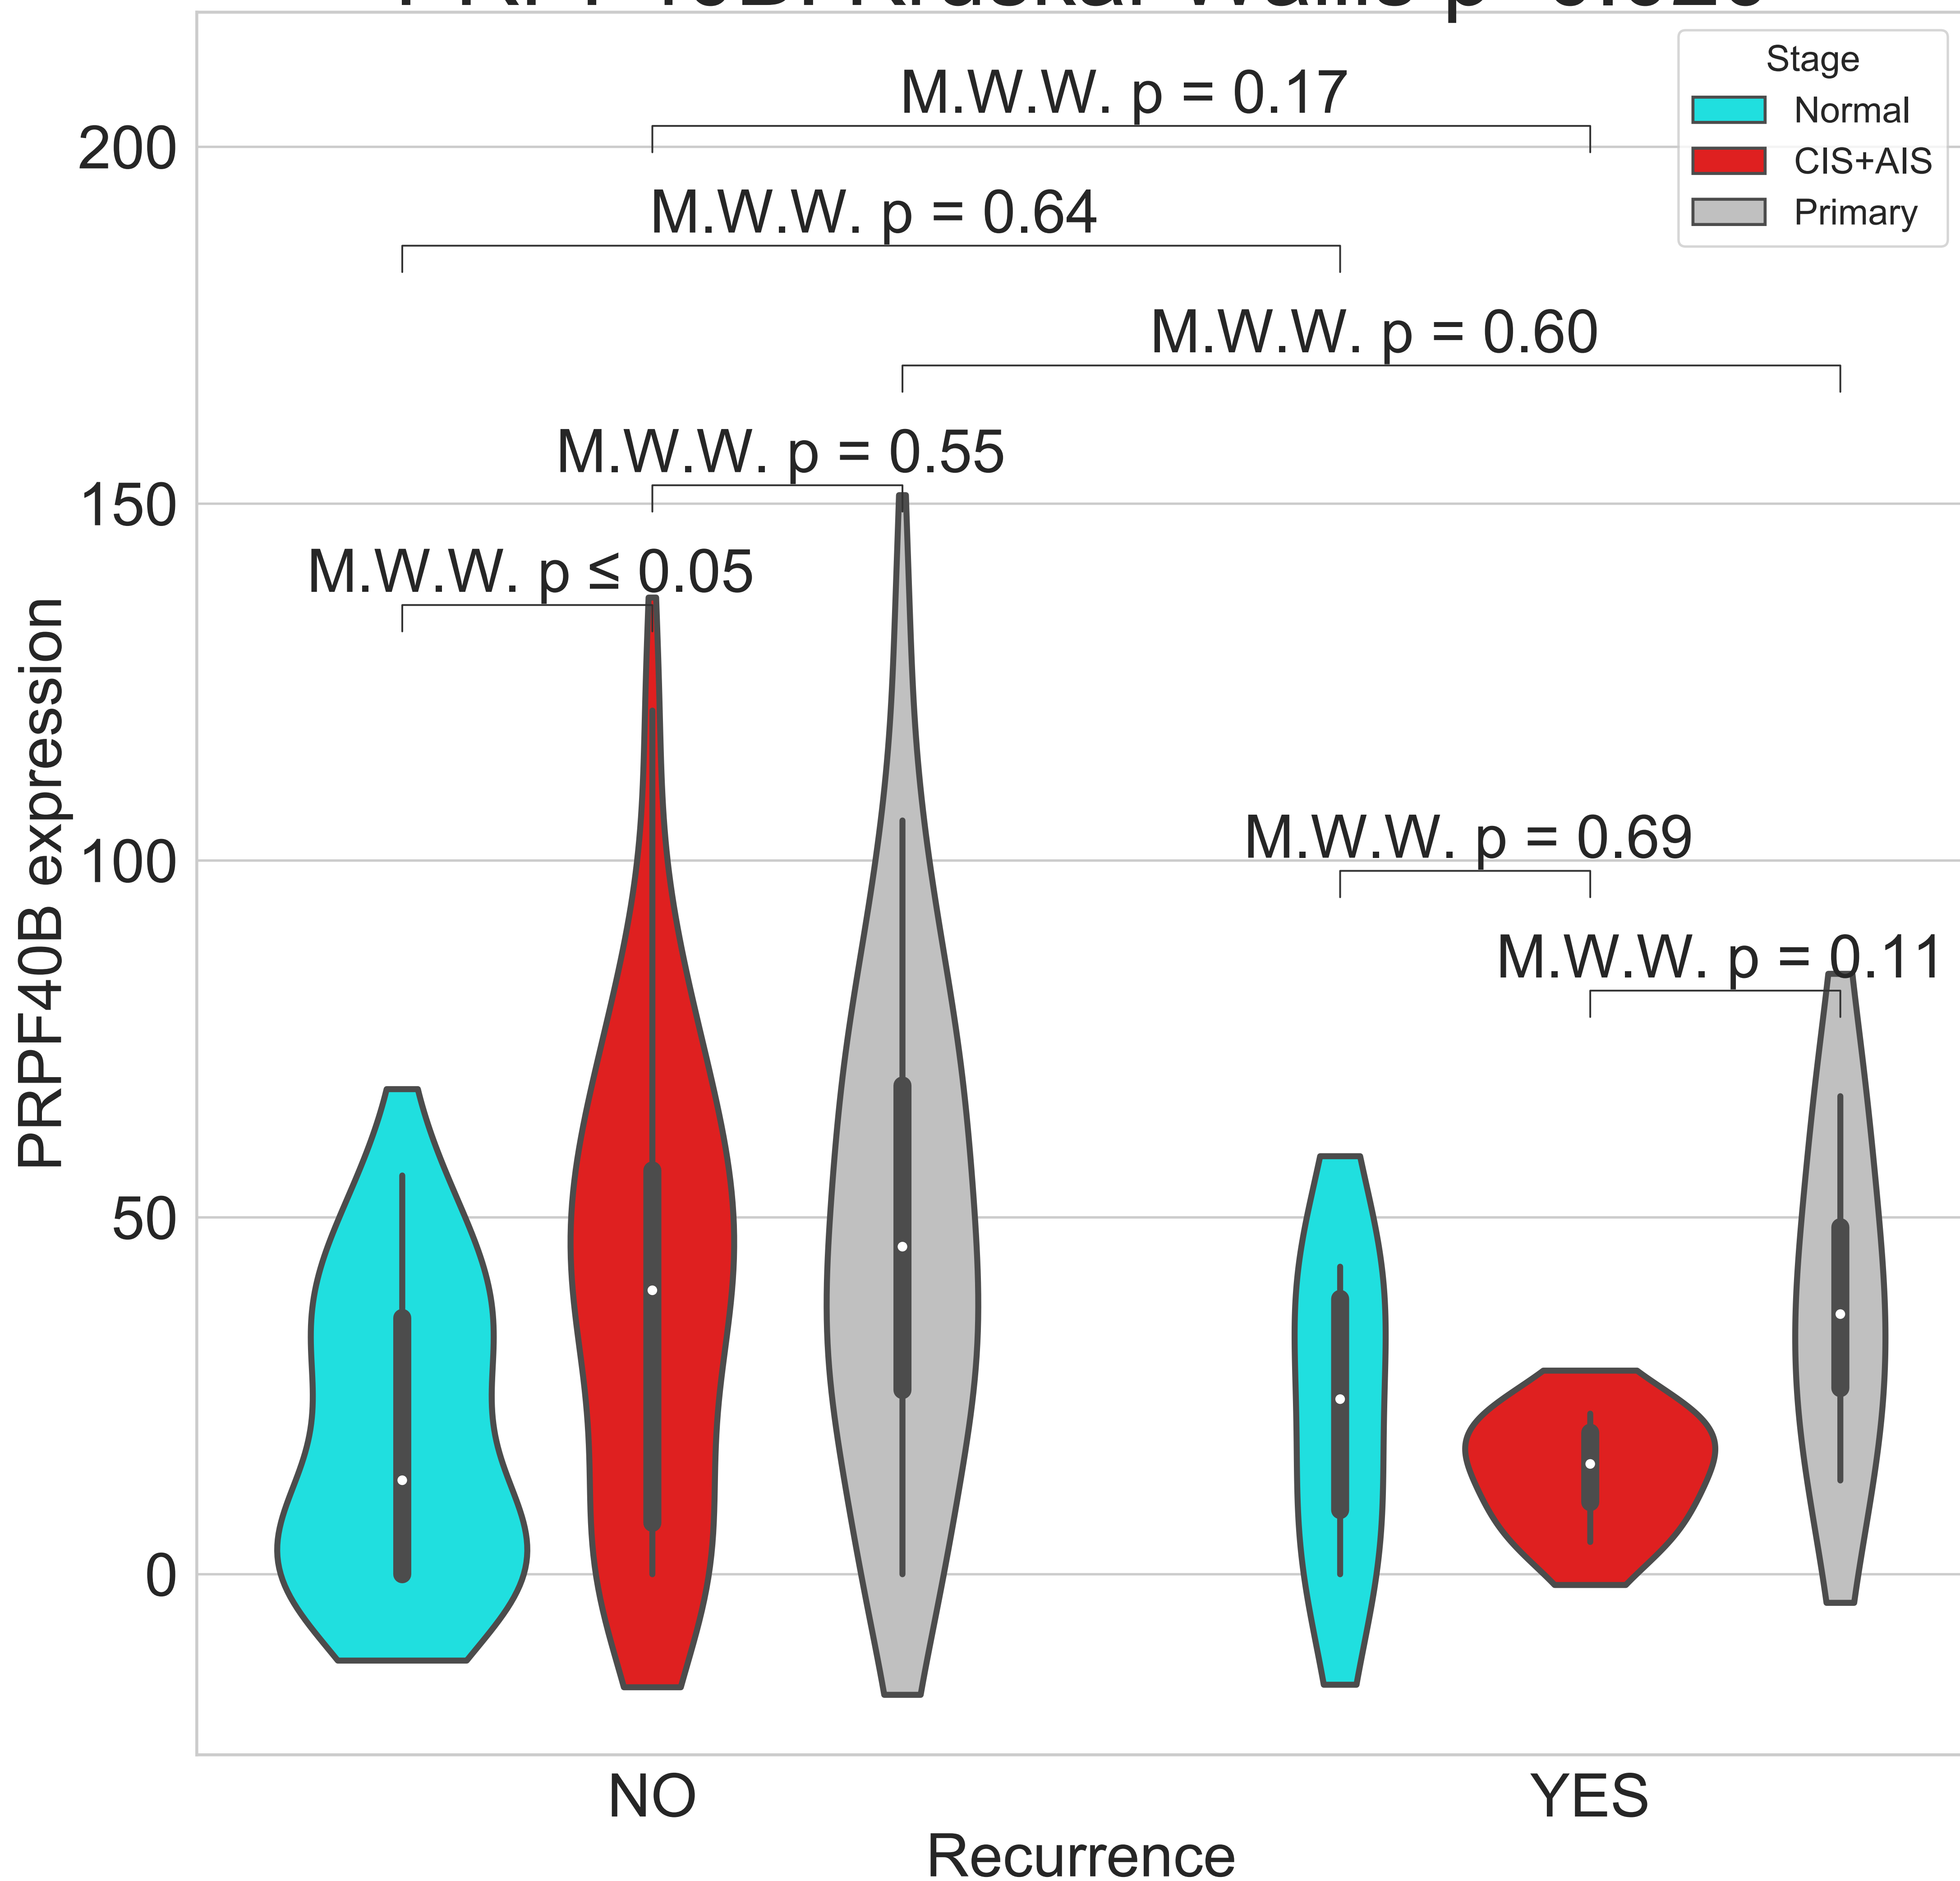 Stage
Normal
CIS+AIS
Primary
M.W.W. p = 0.17
M.W.W. p = 0.64
M.W.W. p = 0.60
M.W.W. p = 0.55
M.W.W. p ≤ 0.05
M.W.W. p = 0.69
M.W.W. p = 0.11
PRPF40B expression
200
150
100
50
0
NO
YES
Recurrence